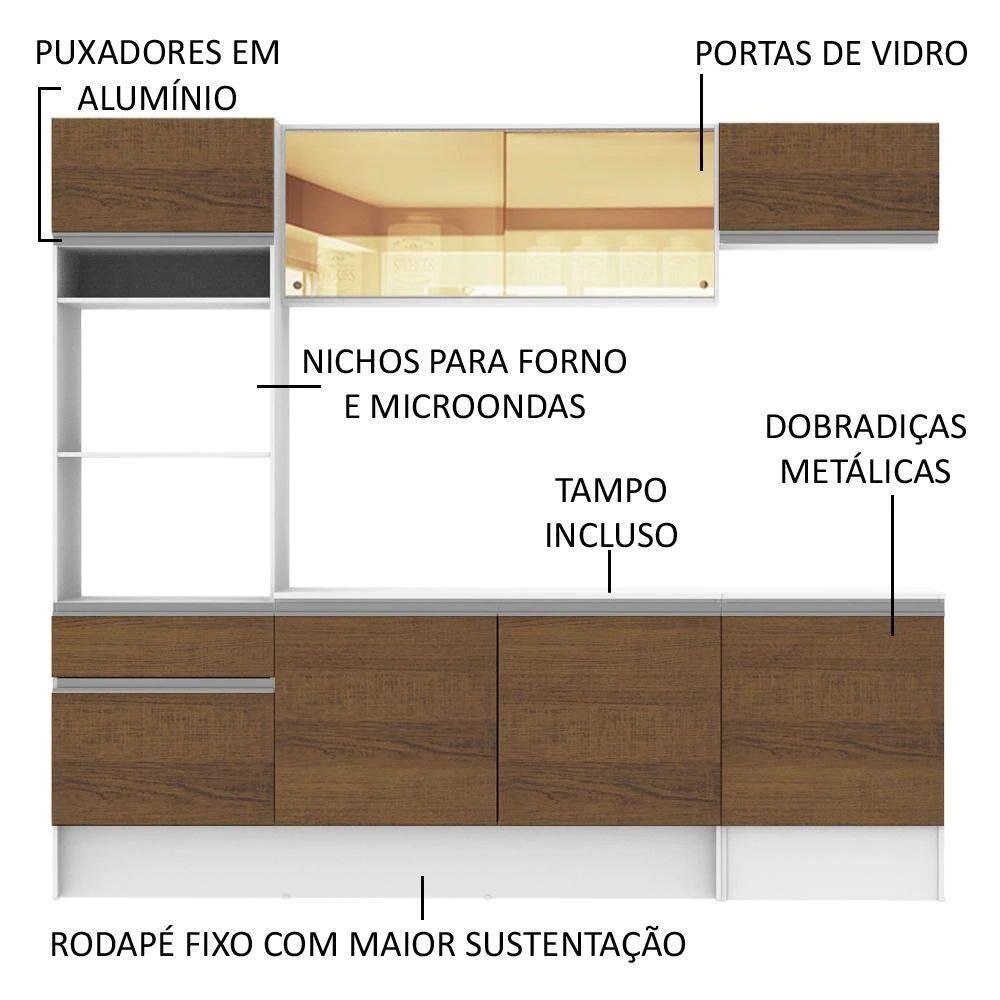 PUXADORES EM
ALUMÍNIO
PORTAS DE VIDRO
NICHOS PARA FORNO
E MICROONDAS
DOBRADIÇAS
METÁLICAS
TAMPO
INCLUSO
RODAPÉ FIXO COM MAIOR SUSTENTAÇÃO